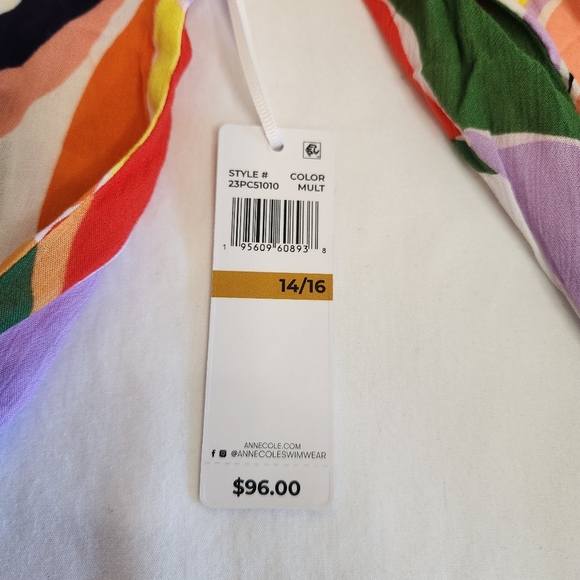 STYLE # COLOR
23PC51010 MULT
1 95609 60893 8
14/16
ANNECOLE.COM
@ANNECOLESWIMWEAR
$96.00